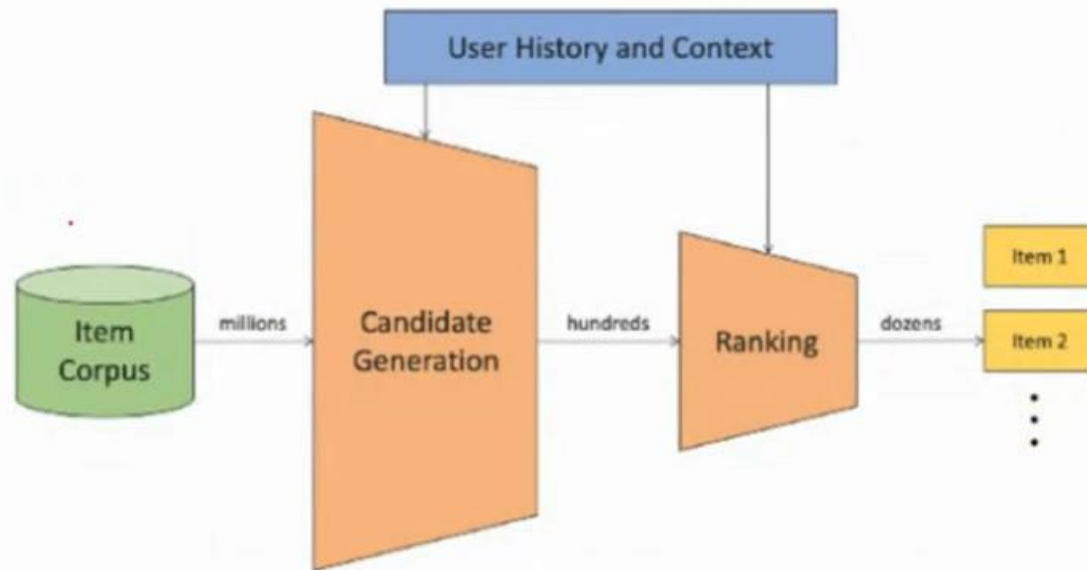 User History and Context
Item
Corpus
millions
Candidate
Generation
hundreds
Ranking
dozens
Item 1
Item 2